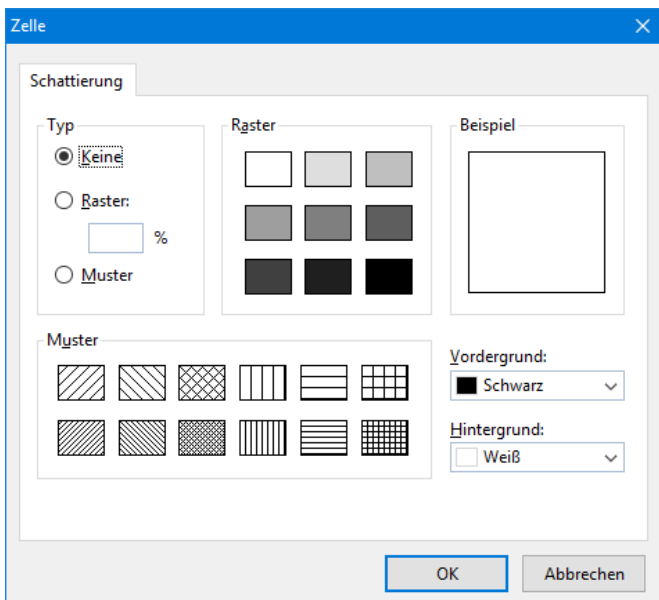 Zelle
Schattierung
Typ
Keine
Raster:
%
Muster
Raster
Beispiel
Muster
Vordergrund:
Schwarz
Hintergrund:
Weiß
OK
Abbrechen